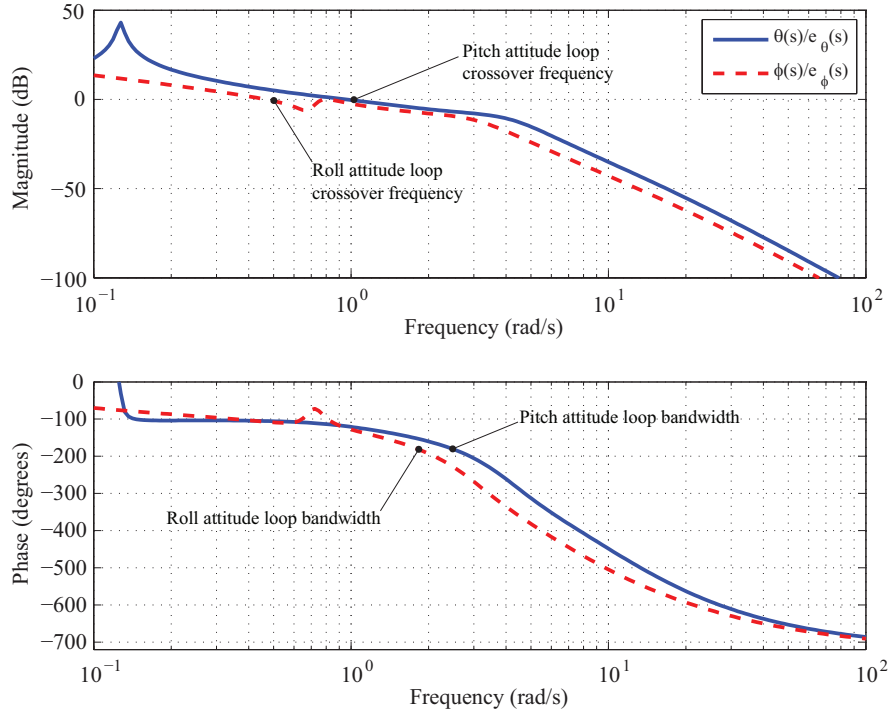 50
0
−50
−100
Magnitude (dB)
Pitch attitude loop
crossover frequency
Roll attitude loop
crossover frequency
θ(s)/e_θ(s)
ϕ(s)/e_ϕ(s)
10^−1
10^0
10^1
10^2
Frequency (rad/s)
0
−100
−200
−300
−400
−500
−600
−700
Phase (degrees)
Pitch attitude loop bandwidth
Roll attitude loop bandwidth
10^−1
10^0
10^1
10^2
Frequency (rad/s)